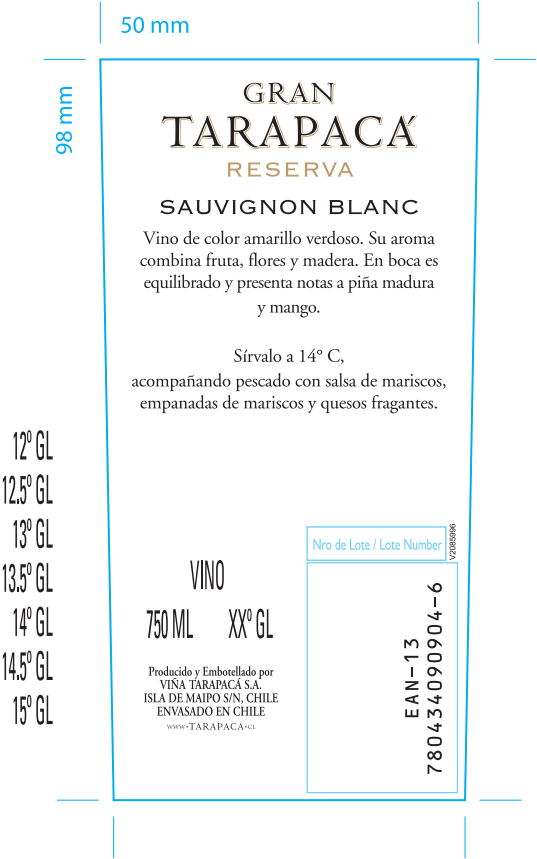 50 mm
98 mm
GRAN
TARAPACÁ
RESERVA
SAUVIGNON BLANC
Vino de color amarillo verdoso. Su aroma
combina fruta, flores y madera. En boca es
equilibrado y presenta notas a piña madura
y mango.
Sírvalo a 14° C,
acompañando pescado con salsa de mariscos,
empanadas de mariscos y quesos fragantes.
12º GL
12.5º GL
13º GL
13.5º GL
14º GL
14.5º GL
15º GL
Nro de Lote / Lote Number
V2085996
VINO
750 ML XXº GL
Producido y Embotellado por
VIÑA TARAPACÁ S.A.
ISLA DE MAIPO S/N, CHILE
ENVASADO EN CHILE
WWW•TARAPACA•CL
EAN-13
780434090904-6